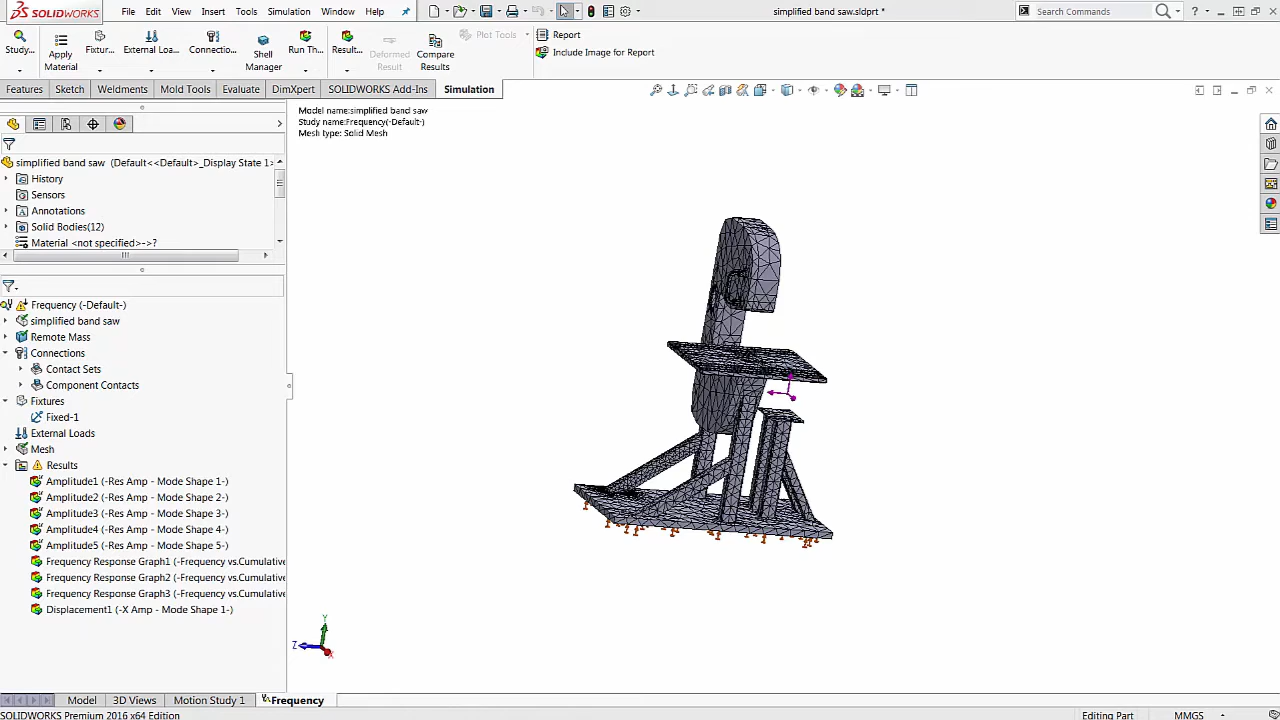 SOLIDWORKS
File Edit View Insert Tools Simulation Window Help
simplified band saw.sldprt *
Search Commands
Study...
Apply Material
Fixtur...
External Loa...
Connectio...
Shell Manager
Run Th...
Result...
Deformed Result
Compare Results
Plot Tools
Report
Include Image for Report
Features Sketch Weldments Mold Tools Evaluate DimXpert SOLIDWORKS Add-Ins Simulation
Model name:simplified band saw
Study name:Frequency(-Default-)
Mesh type: Solid Mesh
simplified band saw (Default<<Default>_Display State 1>
History
Sensors
Annotations
Solid Bodies(12)
Material <not specified>->?
Frequency (-Default-)
simplified band saw
Remote Mass
Connections
Contact Sets
Component Contacts
Fixtures
Fixed-1
External Loads
Mesh
Results
Amplitude1 (-Res Amp - Mode Shape 1-)
Amplitude2 (-Res Amp - Mode Shape 2-)
Amplitude3 (-Res Amp - Mode Shape 3-)
Amplitude4 (-Res Amp - Mode Shape 4-)
Amplitude5 (-Res Amp - Mode Shape 5-)
Frequency Response Graph1 (-Frequency vs.Cumulative
Frequency Response Graph2 (-Frequency vs.Cumulative
Frequency Response Graph3 (-Frequency vs.Cumulative
Displacement1 (-X Amp - Mode Shape 1-)
Y
Z
X
Model 3D Views Motion Study 1 Frequency
SOLIDWORKS Premium 2016 x64 Edition
Editing Part
MMGS